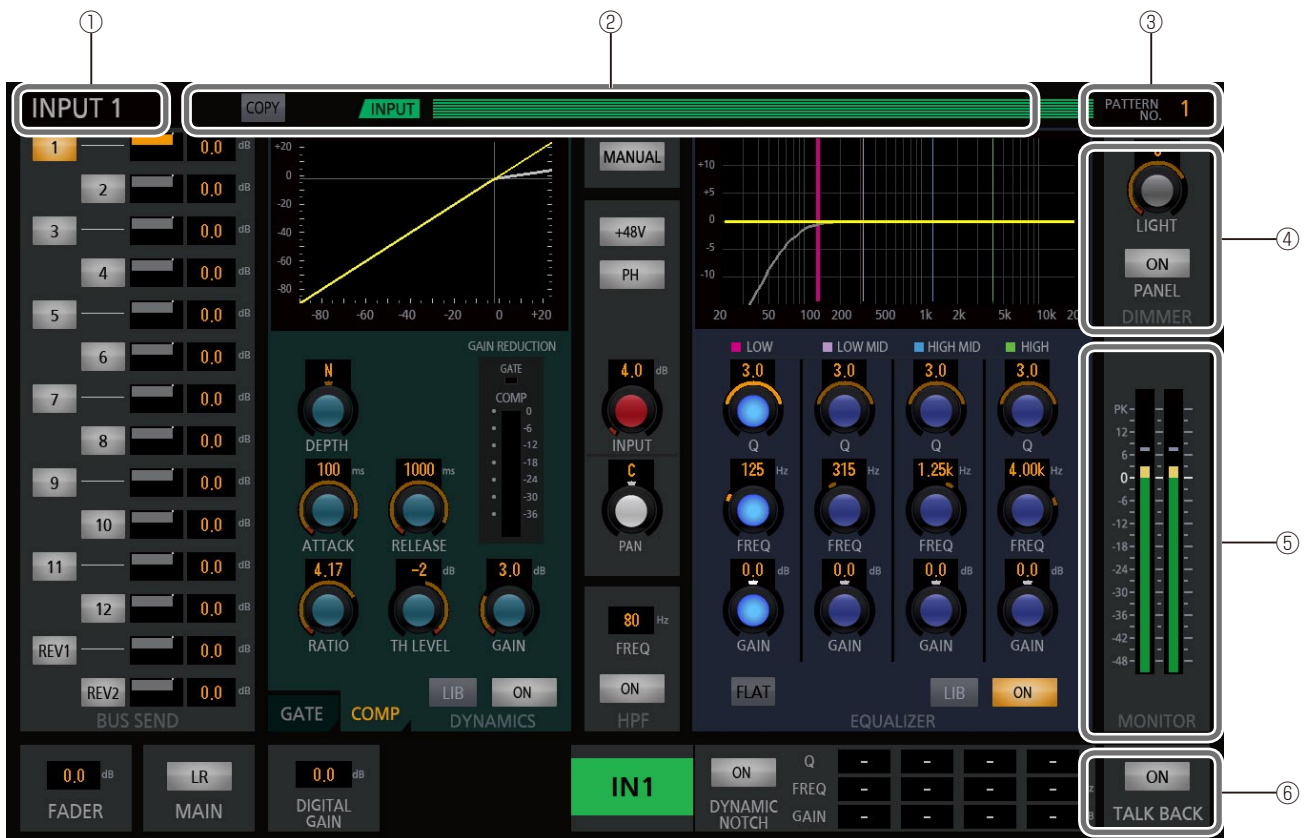 ① ② ③
INPUT 1 COPY INPUT PATTERN NO. 1
1 0.0 dB
2 0.0 dB
3 0.0 dB
4 0.0 dB
5 0.0 dB
6 0.0 dB
7 0.0 dB
8 0.0 dB
9 0.0 dB
10 0.0 dB
11 0.0 dB
12 0.0 dB
REV1 0.0 dB
REV2 0.0 dB
BUS SEND
+20
0
-20
-40
-60
-80
-80 -60 -40 -20 0 +20
GAIN REDUCTION
GATE
COMP
0
-6
-12
-18
-24
-30
-36
N
DEPTH
100 ms 1000 ms
ATTACK RELEASE
4.17 -2 dB 3.0 dB
RATIO TH LEVEL GAIN
LIB ON
GATE COMP DYNAMICS
MANUAL
+48V
PH
4.0 dB
INPUT
C
PAN
80 Hz
FREQ
ON
HPF
+10
+5
0
-5
-10
20 50 100 200 500 1k 2k 5k 10k 20
LOW LOW MID HIGH MID HIGH
3.0 3.0 3.0 3.0
Q Q Q Q
125 Hz 315 Hz 1.25k Hz 4.00k Hz
FREQ FREQ FREQ FREQ
0.0 dB 0.0 dB 0.0 dB 0.0 dB
GAIN GAIN GAIN GAIN
FLAT LIB ON
EQUALIZER
LIGHT
ON
PANEL
DIMMER
④
PK
12
6
0
-6
-12
-18
-24
-30
-36
-42
-48
MONITOR
⑤
0.0 dB
FADER
LR
MAIN
0.0 dB
DIGITAL
GAIN
IN1
ON
DYNAMIC
NOTCH
Q - - - -
FREQ - - - - z
GAIN - - - - B
ON
TALK BACK
⑥